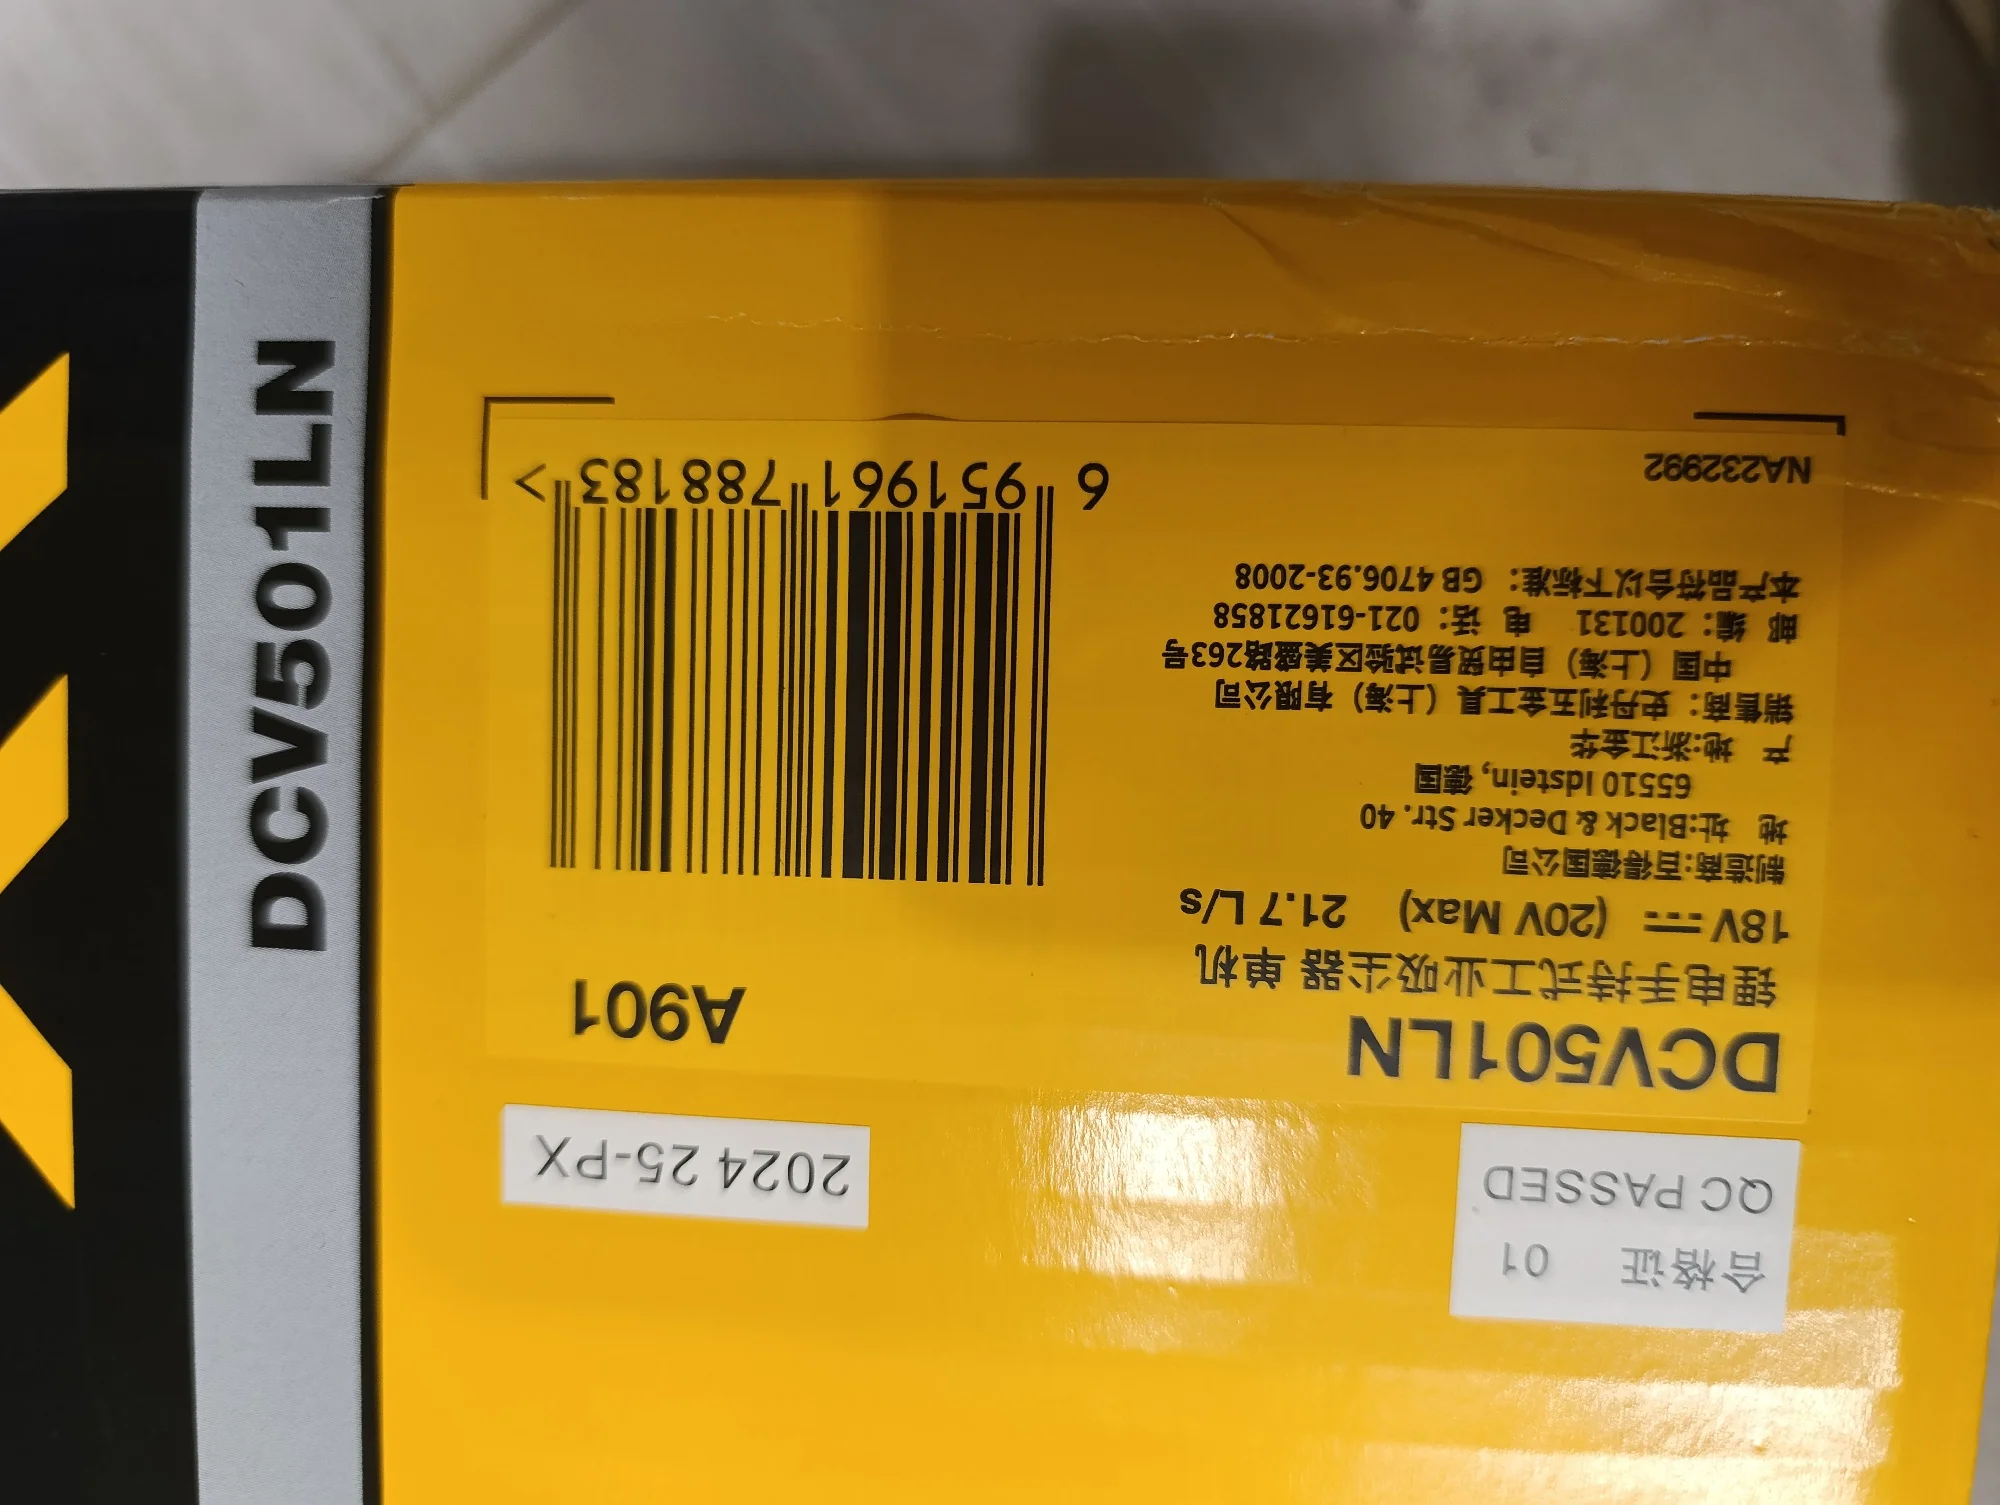 DCV501LN
合格证 01
QC PASSED
2024 25-PX
DCV501LN
A901
锂电手持式工业吸尘器 单机
18V (20V Max) 21.7 L/s
制造商:百得德国公司
地 址:Black & Decker Str. 40
65510 Idstein, 德国
产 地:浙江金华
销售商：史丹利五金工具（上海）有限公司
中国（上海）自由贸易试验区美盛路263号
邮 编：200131 电 话：021-61621858
本产品符合以下标准：GB 4706.93-2008
NA232992
6 951961 788183 >